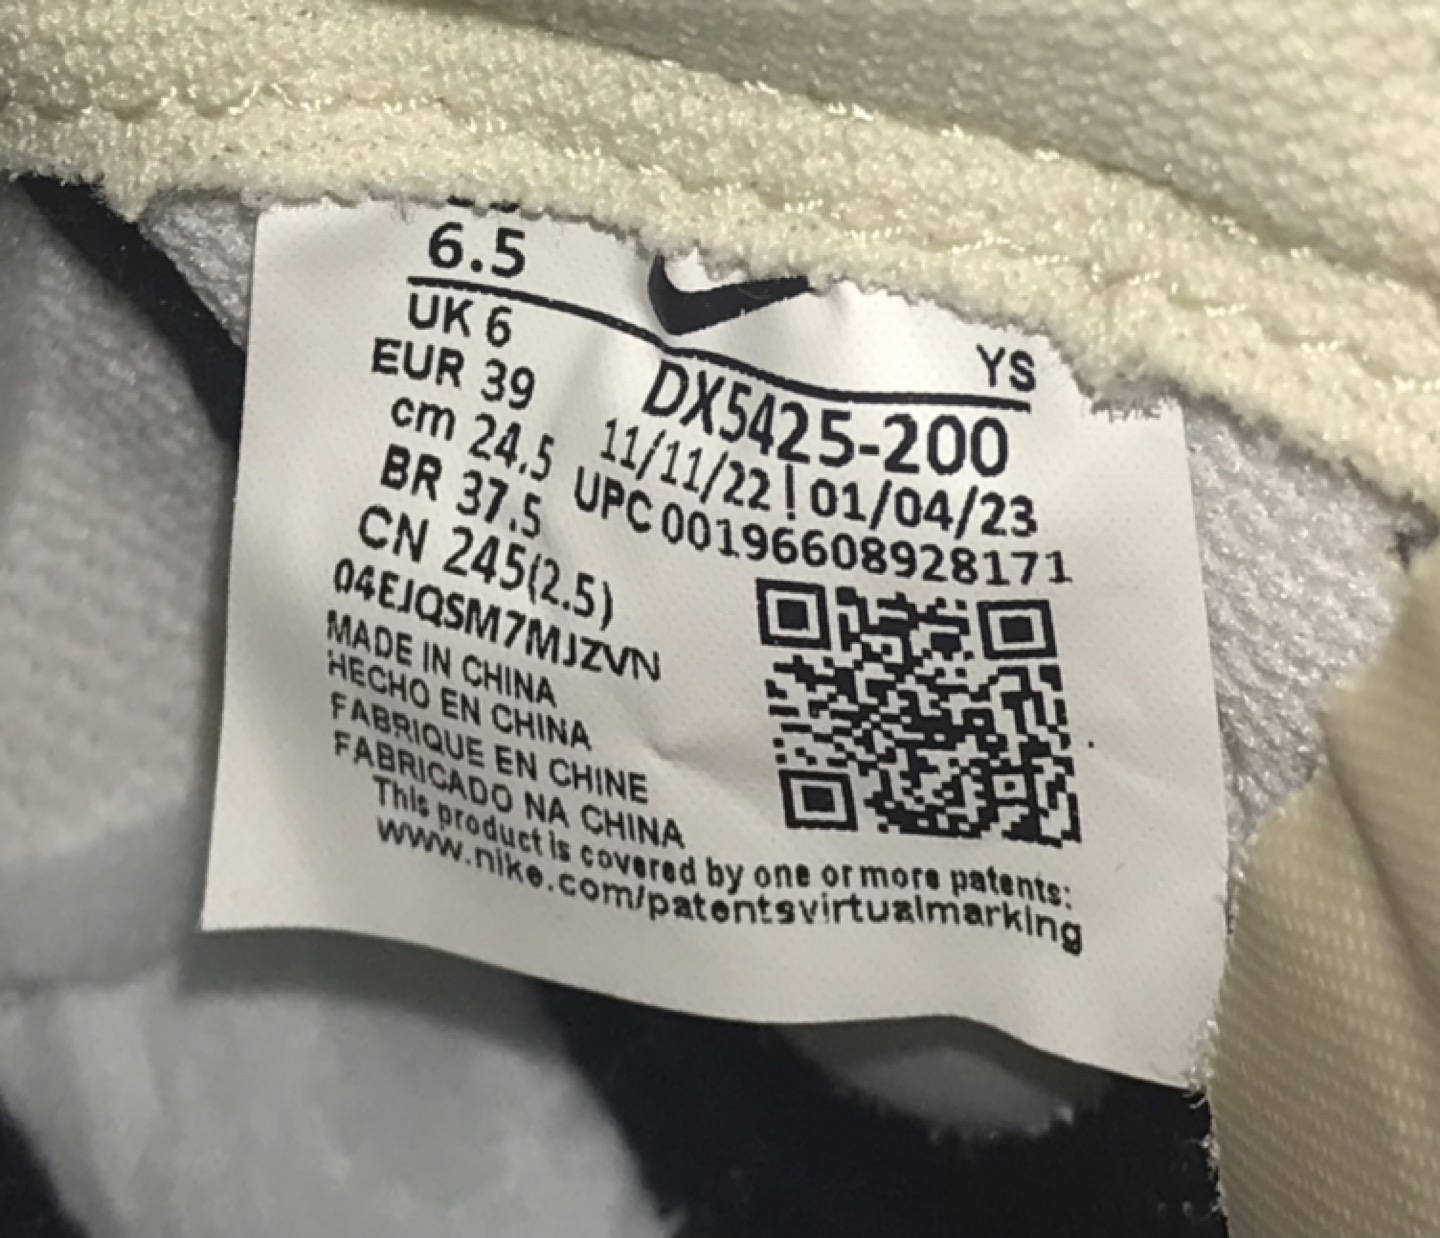 6.5
YS
UK 6
EUR 39
cm 24.5
BR 37.5
CN 245(2.5)
DX5425-200
11/11/22 | 01/04/23
UPC 00196608928171
04EJQSM7MJZVN
MADE IN CHINA
HECHO EN CHINA
FABRIQUE EN CHINE
FABRICADO NA CHINA
This product is covered by one or more patents:
www.nike.com/patentsvirtualmarking